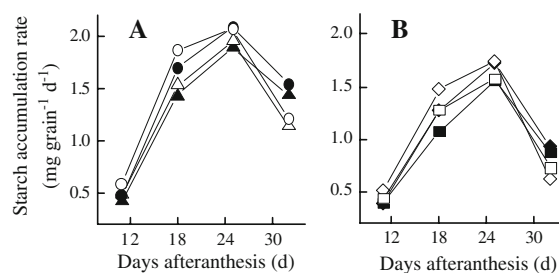 A
B
Starch accumulation rate
(mg grain⁻¹ d⁻¹)
2.0
1.5
1.0
0.5
2.0
1.5
1.0
0.5
12 18 24 30
12 18 24 30
Days afteranthesis (d)
Days afteranthesis (d)